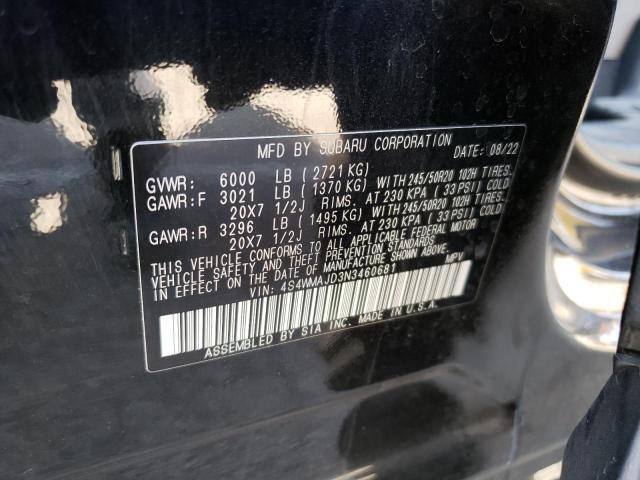 MFD BY SUBARU CORPORATION DATE: 08/22
GVWR: 6000 LB ( 2721 KG)
GAWR:F 3021 LB ( 1370 KG) WITH 245/50R20 102H TIRES.
20X7 1/2J RIMS. AT 230 KPA ( 33 PSI) COLD
GAWR:R 3296 LB ( 1495 KG) WITH 245/50R20 102H TIRES.
20X7 1/2J RIMS. AT 230 KPA ( 33 PSI) COLD
THIS VEHICLE CONFORMS TO ALL APPLICABLE FEDERAL MOTOR
VEHICLE SAFETY AND THEFT PREVENTION STANDARDS
IN EFFECT ON THE DATE OF MANUFACTURE SHOWN ABOVE.
VIN: 4S4WMAJD3N3460681 MPV
ASSEMBLED BY SIA INC. MADE IN U.S.A.